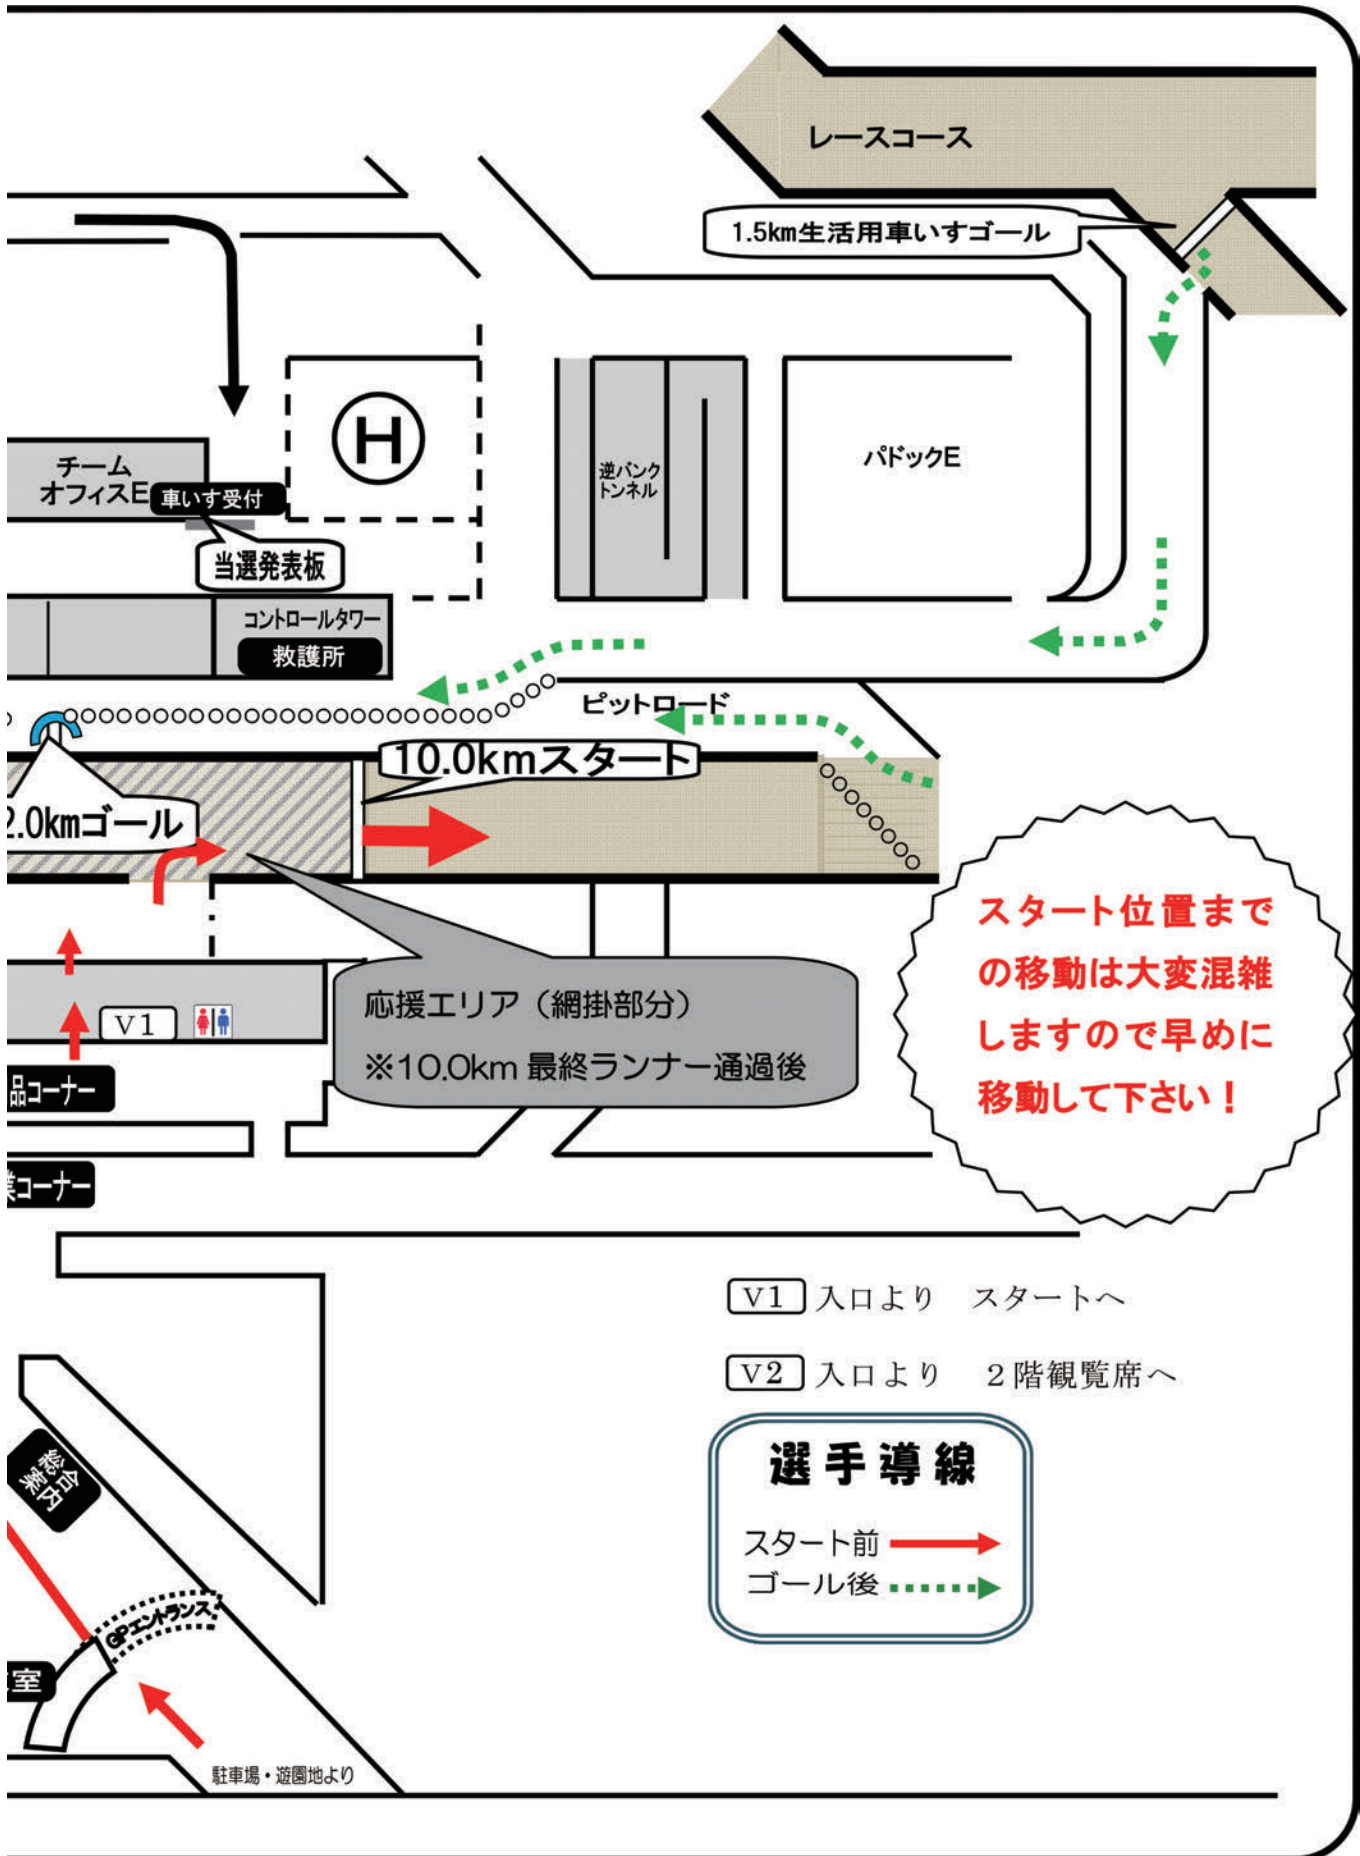 レースコース
1.5km生活用車いすゴール
H
逆バンク
トンネル
パドックE
チーム
オフィスE
車いす受付
当選発表板
コントロールタワー
救護所
ピットロード
10.0kmスタート
2.0kmゴール
スタート位置まで
の移動は大変混雑
しますので早めに
移動して下さい！
応援エリア（網掛部分）
※10.0km 最終ランナー通過後
V1
品コーナー
コーナー
V1 入口より　スタートへ
V2 入口より　２階観覧席へ
選手導線
スタート前
ゴール後
総合
案内
GPエントランス
室
駐車場・遊園地より